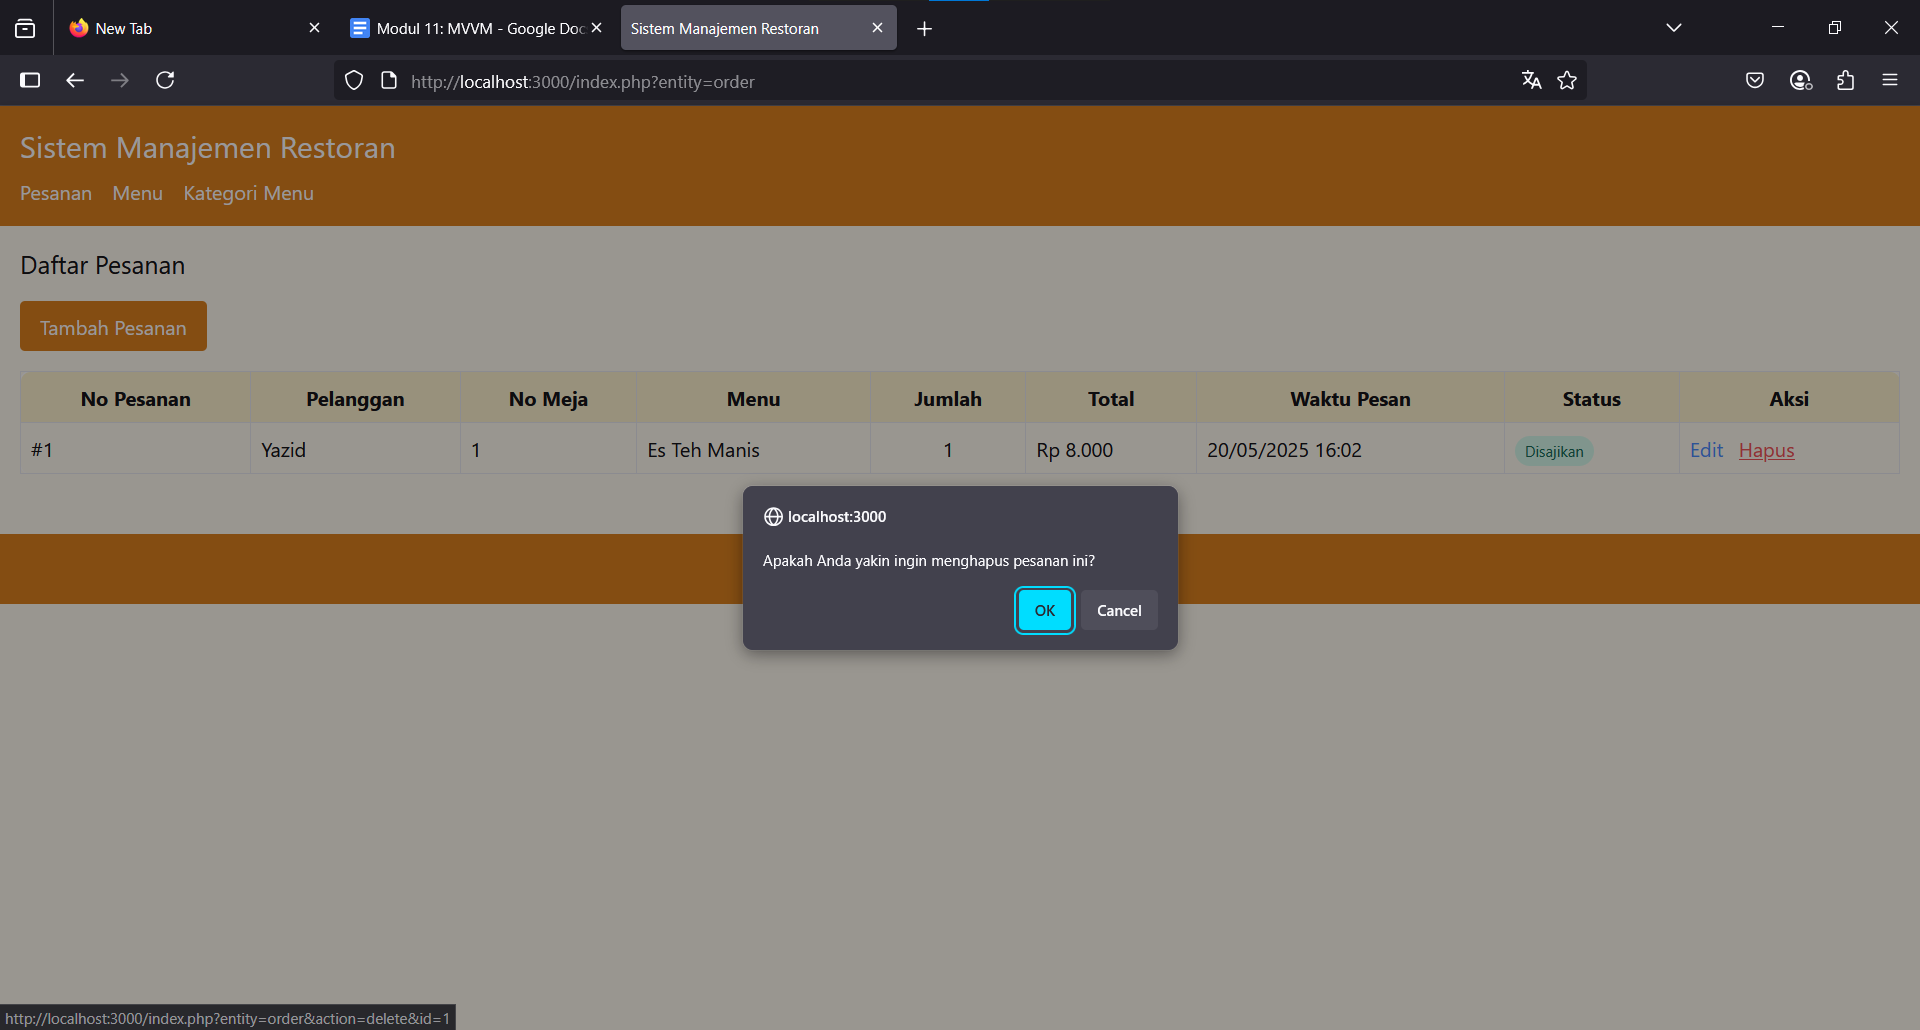 New Tab
Modul 11: MVVM - Google Doc
Sistem Manajemen Restoran
http://localhost:3000/index.php?entity=order
Sistem Manajemen Restoran
Pesanan Menu Kategori Menu
Daftar Pesanan
Tambah Pesanan
No Pesanan Pelanggan No Meja Menu Jumlah Total Waktu Pesan Status Aksi
#1 Yazid 1 Es Teh Manis 1 Rp 8.000 20/05/2025 16:02 Disajikan Edit Hapus
localhost:3000
Apakah Anda yakin ingin menghapus pesanan ini?
OK Cancel
http://localhost:3000/index.php?entity=order&action=delete&id=1